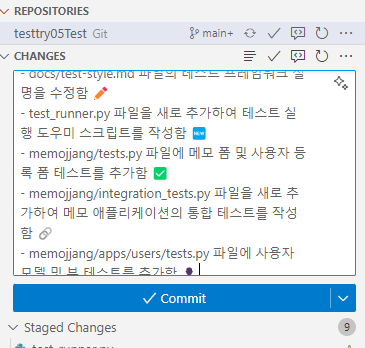 REPOSITORIES
testtry05Test Git main+
CHANGES
- docs/test-style.md 파일의 테스트 프레임워크 설
명을 수정함 🖍️
- test_runner.py 파일을 새로 추가하여 테스트 실
행 도우미 스크립트를 작성함 🆕
- memojjang/tests.py 파일에 메모 폼 및 사용자 등
록 폼 테스트를 추가함 ✅
- memojjang/integration_tests.py 파일을 새로 추
가하여 메모 애플리케이션의 통합 테스트를 작성
함 🔗
- memojjang/apps/users/tests.py 파일에 사용자
모델 및 뷰 테스트를 추가함
Commit
Staged Changes 9
test_runner.py